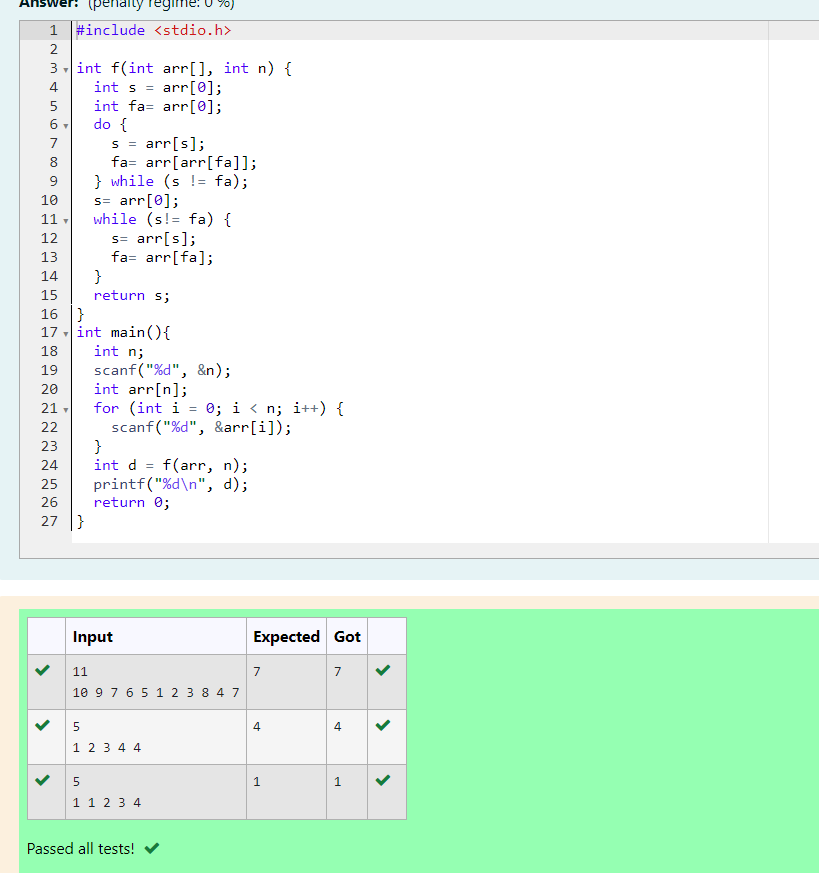 Answer: (penalty regime: 0 %)
1 #include <stdio.h>
2
3 int f(int arr[], int n) {
4 int s = arr[0];
5 int fa= arr[0];
6 do {
7 s = arr[s];
8 fa= arr[arr[fa]];
9 } while (s != fa);
10 s= arr[0];
11 while (s!= fa) {
12 s= arr[s];
13 fa= arr[fa];
14 }
15 return s;
16 }
17 int main(){
18 int n;
19 scanf("%d", &n);
20 int arr[n];
21 for (int i = 0; i < n; i++) {
22 scanf("%d", &arr[i]);
23 }
24 int d = f(arr, n);
25 printf("%d\n", d);
26 return 0;
27 }
Input Expected Got
11 7 7
10 9 7 6 5 1 2 3 8 4 7
5 4 4
1 2 3 4 4
5 1 1
1 1 2 3 4
Passed all tests!